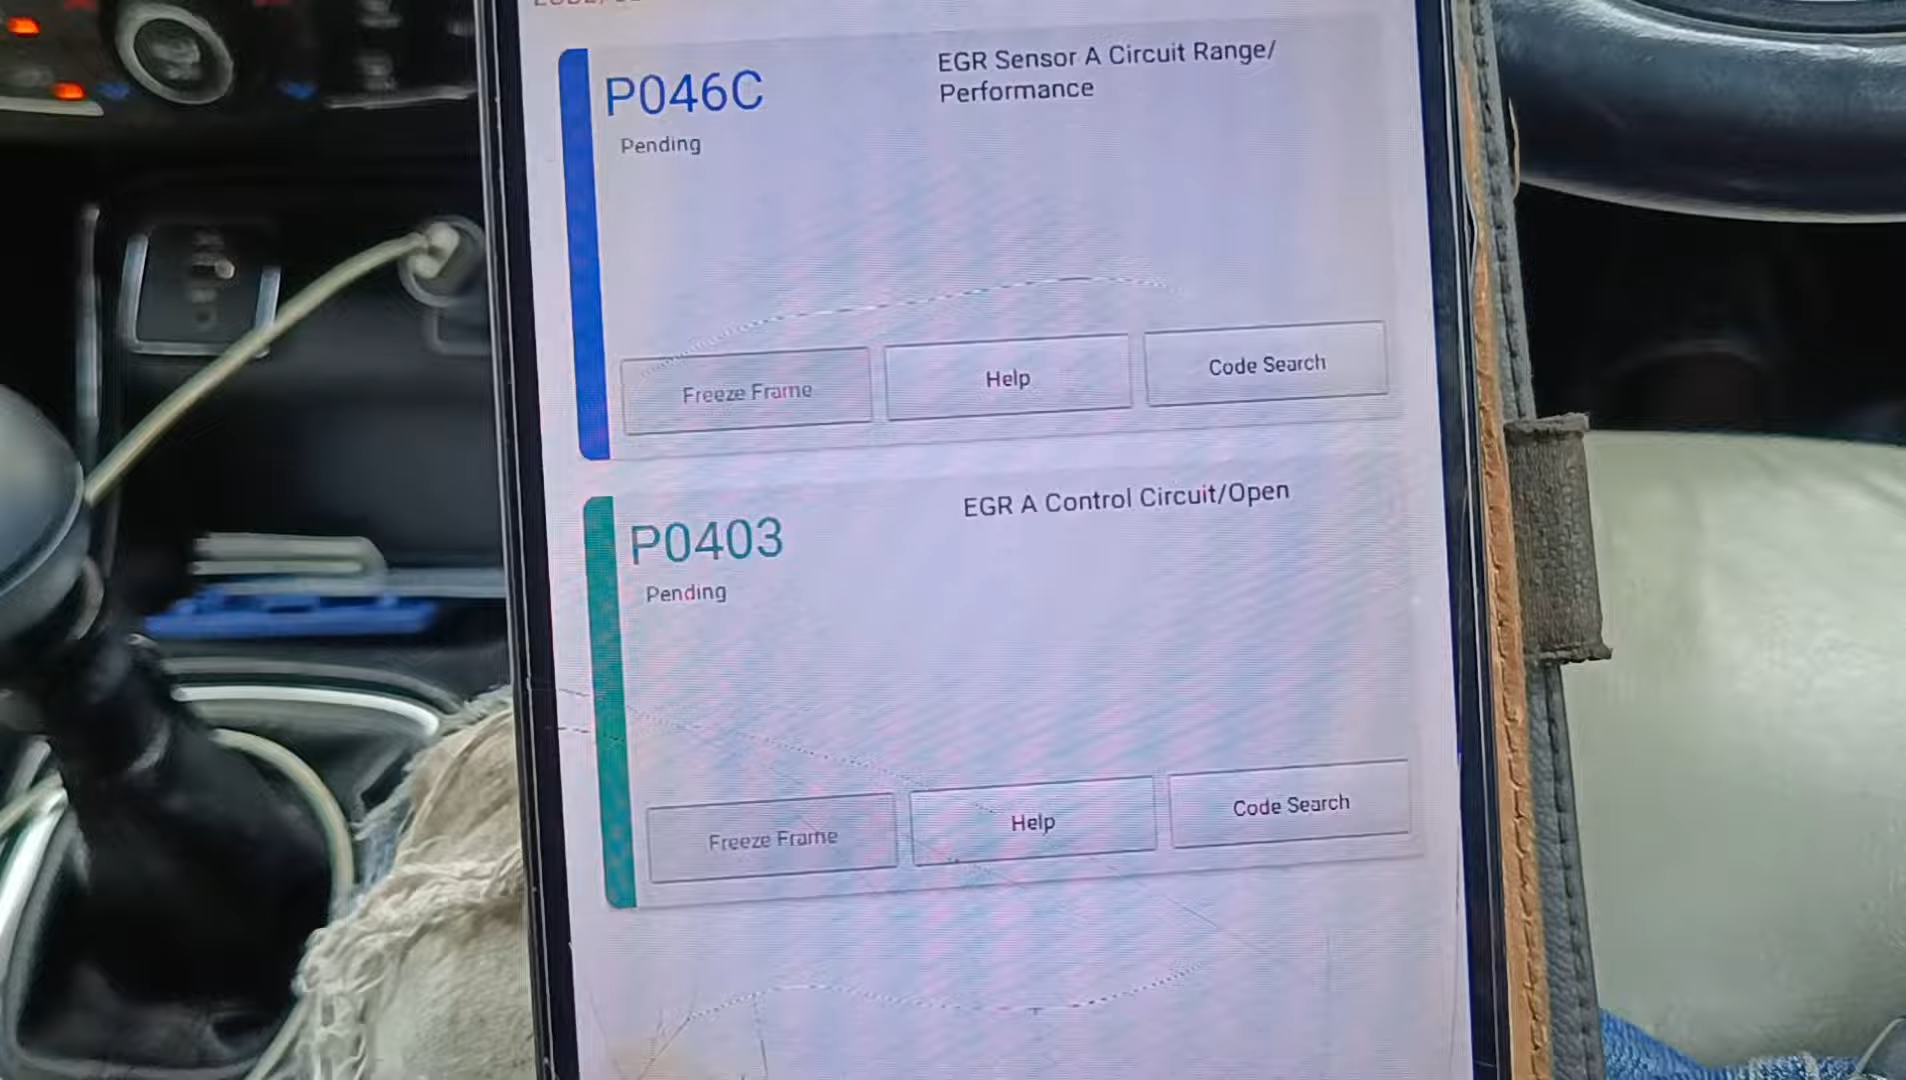 P046C
EGR Sensor A Circuit Range/
Performance
Pending
Freeze Frame
Help
Code Search
P0403
EGR A Control Circuit/Open
Pending
Freeze Frame
Help
Code Search